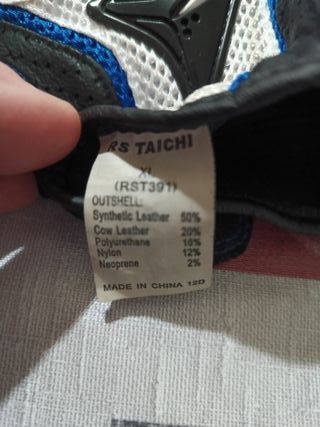 RS TAICHI
XL
(RST391)
OUTSHELL:
Synthetic Leather 50%
Cow Leather 20%
Polyurethane 16%
Nylon 12%
Neoprene 2%
MADE IN CHINA 12D